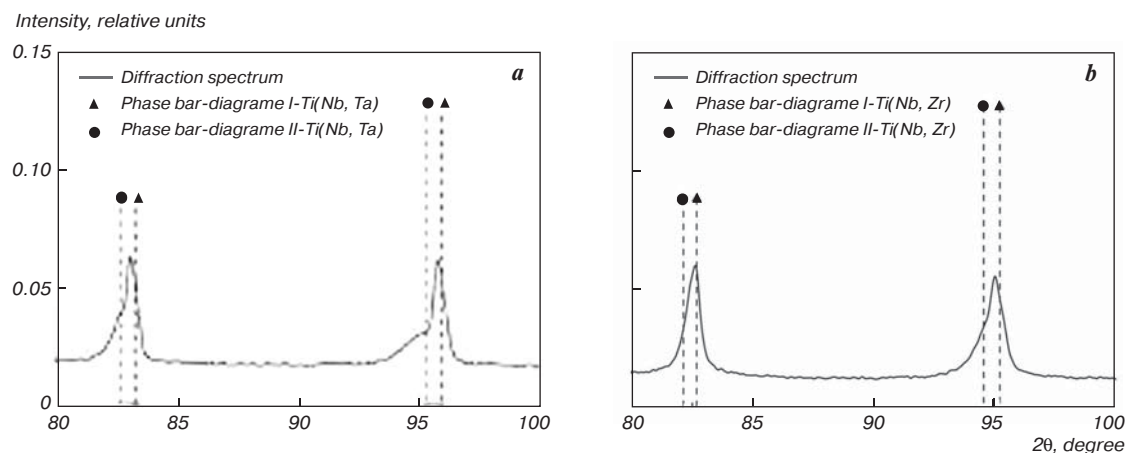 Intensity, relative units
0.15
a
Diffraction spectrum
Phase bar-diagrame I-Ti(Nb, Ta)
Phase bar-diagrame II-Ti(Nb, Ta)
0.10
0.05
0
80 85 90 95 100
b
Diffraction spectrum
Phase bar-diagrame I-Ti(Nb, Zr)
Phase bar-diagrame II-Ti(Nb, Zr)
80 85 90 95 100
2θ, degree